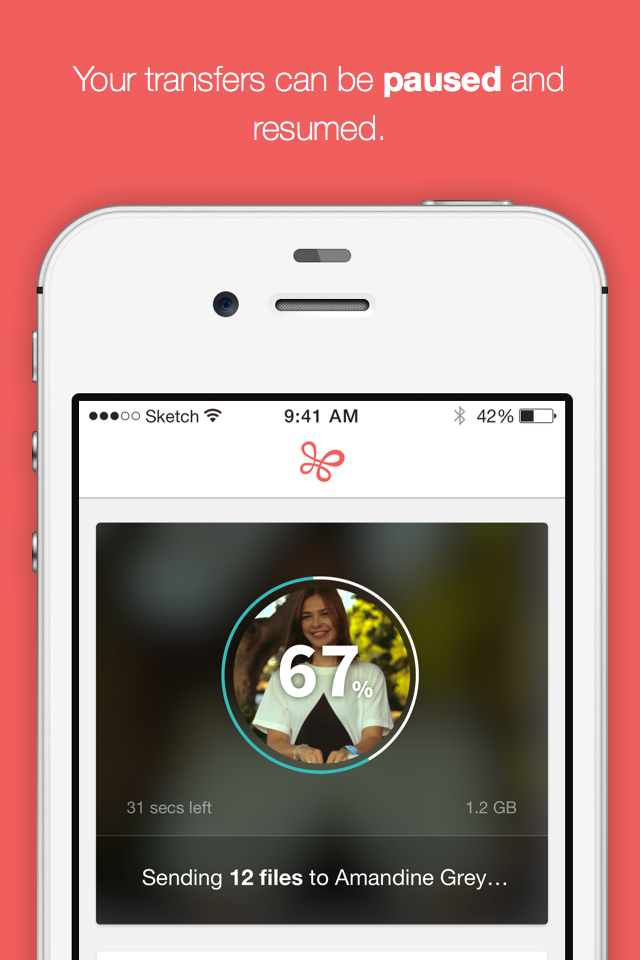 Your transfers can be paused and
resumed.
Sketch 9:41 AM 42%
67%
31 secs left 1.2 GB
Sending 12 files to Amandine Grey…